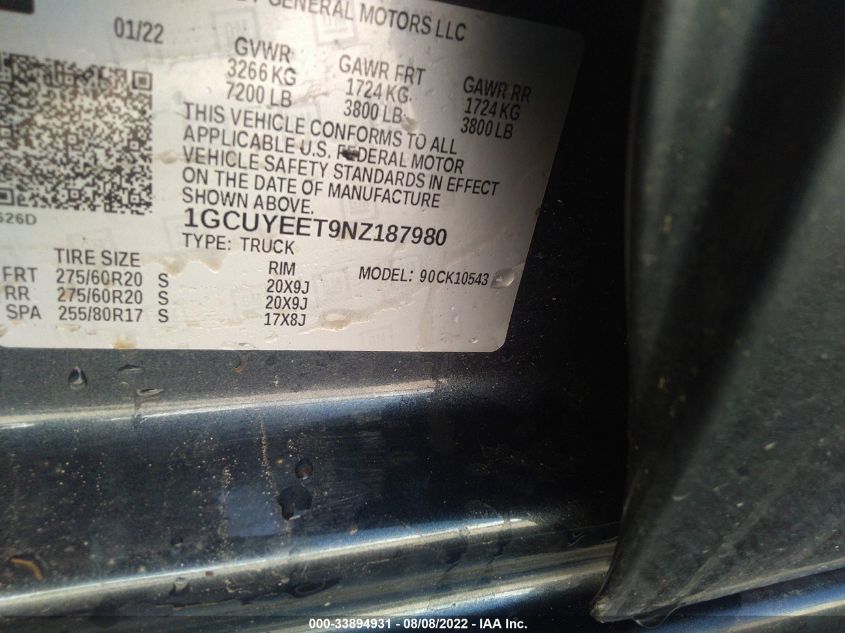 GENERAL MOTORS LLC
01/22
GVWR
3266 KG
7200 LB
GAWR FRT
1724 KG
3800 LB
GAWR RR
1724 KG
3800 LB
THIS VEHICLE CONFORMS TO ALL
APPLICABLE U.S. FEDERAL MOTOR
VEHICLE SAFETY STANDARDS IN EFFECT
ON THE DATE OF MANUFACTURE
SHOWN ABOVE.
1GCUYEET9NZ187980
TYPE: TRUCK
TIRE SIZE RIM MODEL: 90CK10543
FRT 275/60R20 S 20X9J
RR 275/60R20 S 20X9J
SPA 255/80R17 S 17X8J
000-33894931 - 08/08/2022 - IAA Inc.